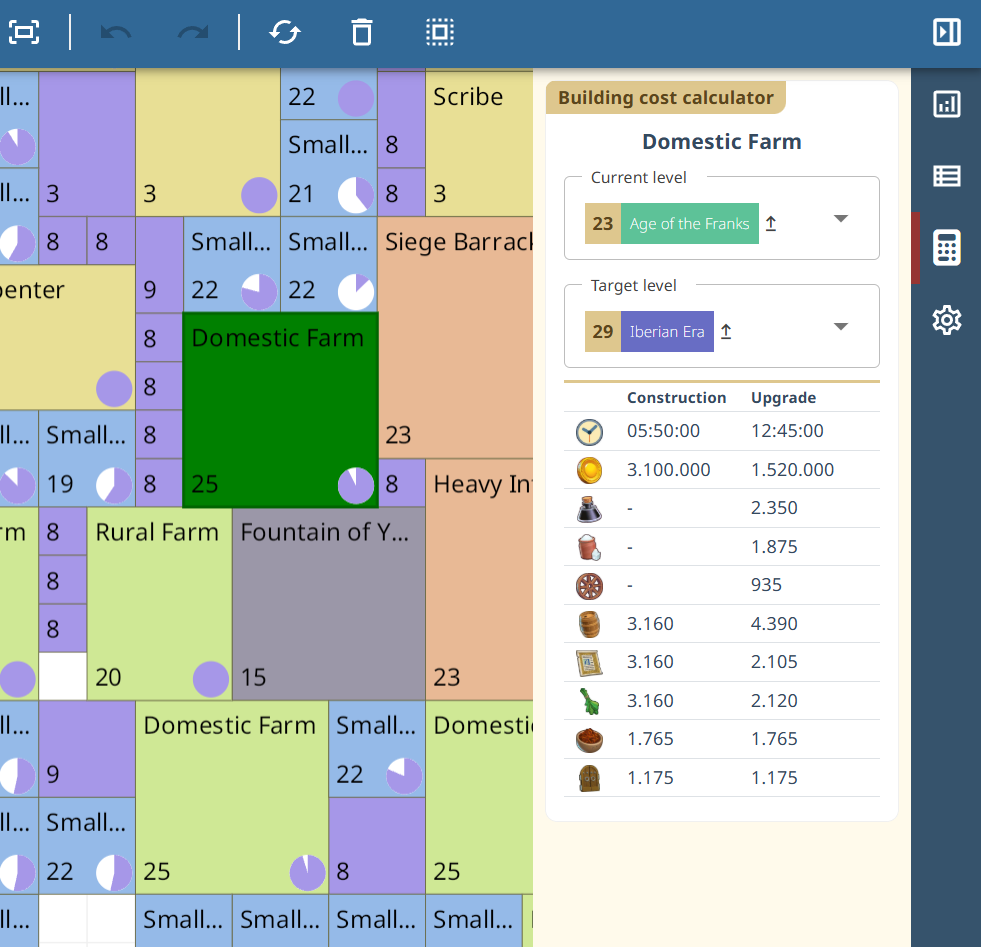 ll...
3
3
22
Small...
21
8
8
Scribe
3
ll...
8
8
Small...
22
Small...
22
Siege Barrack
23
penter
9
8
8
8
8
Domestic Farm
25
ll...
Small...
19
8
Heavy In
23
rm
8
8
8
Rural Farm
20
Fountain of Y...
15
ll...
9
Domestic Farm
25
Small...
22
8
Domesti
25
ll...
Small...
22
ll...
Small...
Small...
Small...
Small...
Building cost calculator
Domestic Farm
Current level
23 Age of the Franks
Target level
29 Iberian Era
Construction Upgrade
05:50:00 12:45:00
3.100.000 1.520.000
- 2.350
- 1.875
- 935
3.160 4.390
3.160 2.105
3.160 2.120
1.765 1.765
1.175 1.175